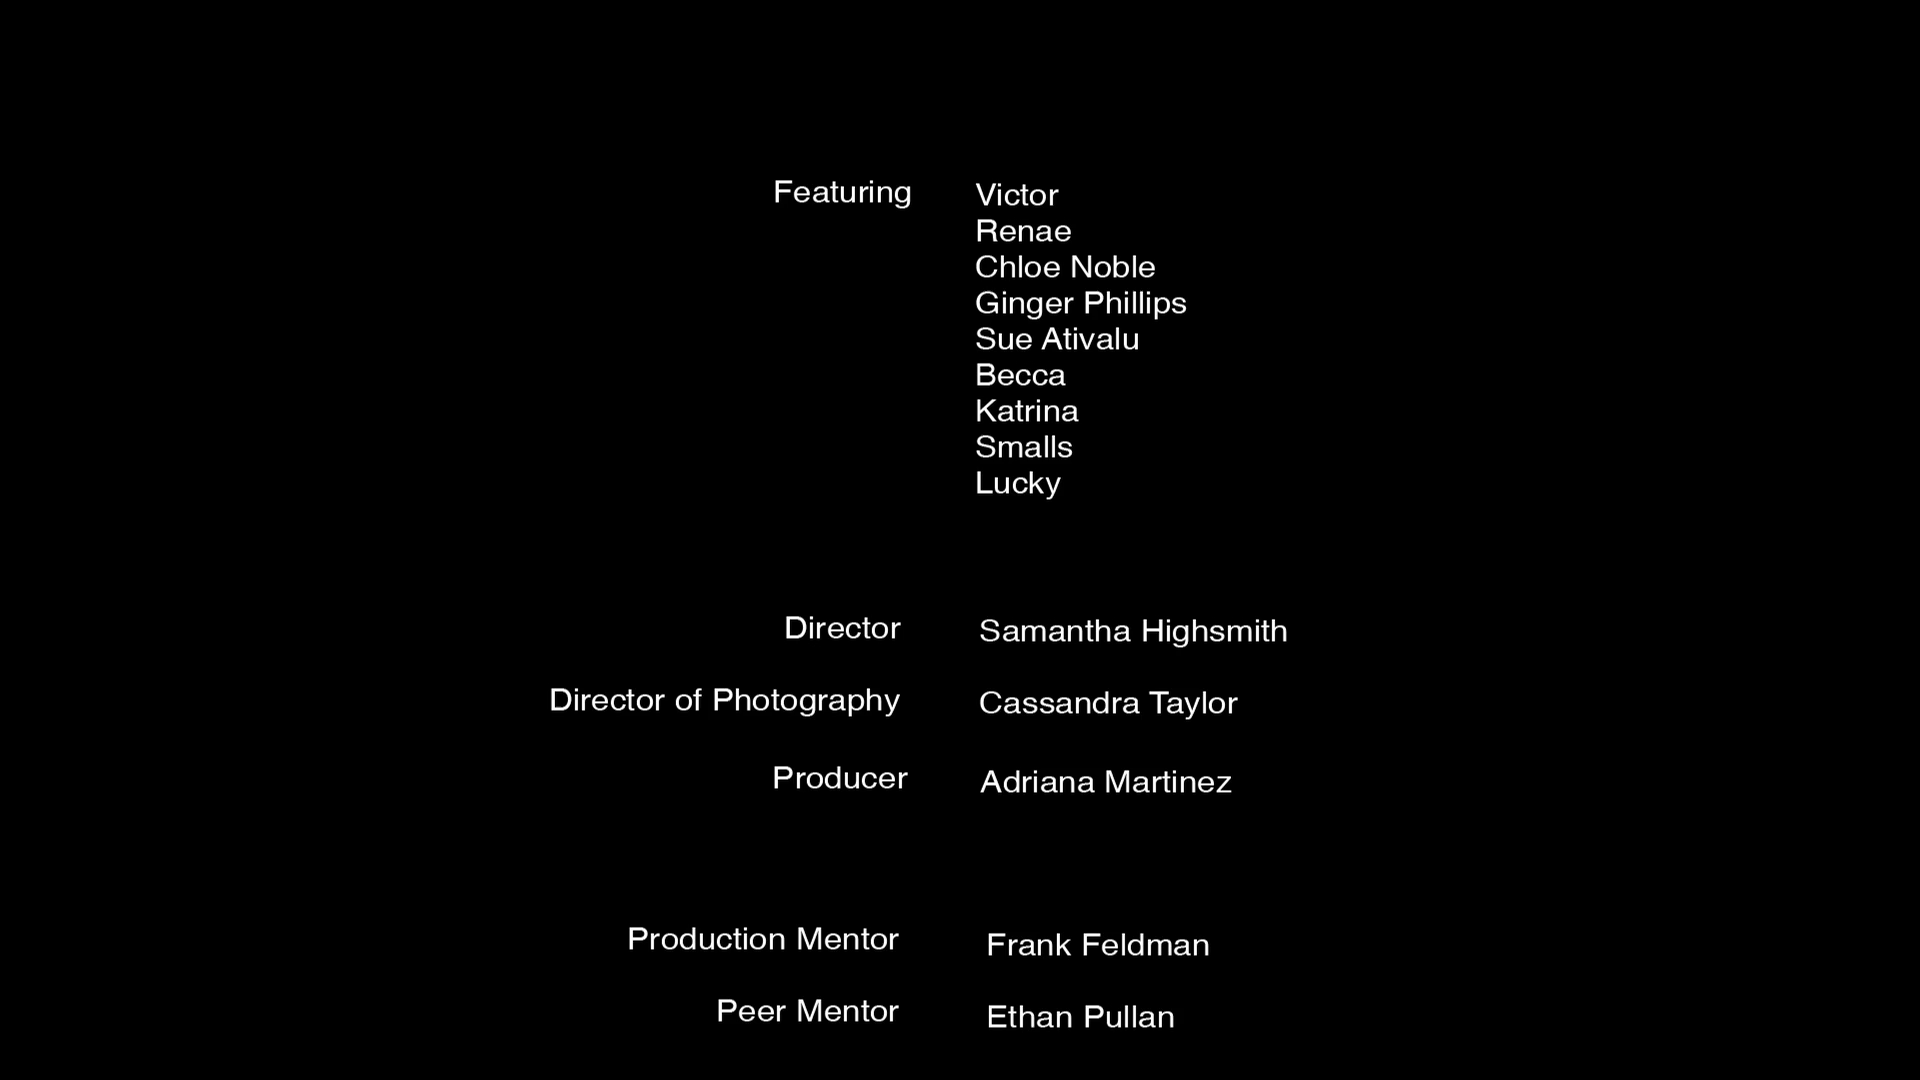 Featuring Victor
Renae
Chloe Noble
Ginger Phillips
Sue Ativalu
Becca
Katrina
Smalls
Lucky
Director Samantha Highsmith
Director of Photography Cassandra Taylor
Producer Adriana Martinez
Production Mentor Frank Feldman
Peer Mentor Ethan Pullan